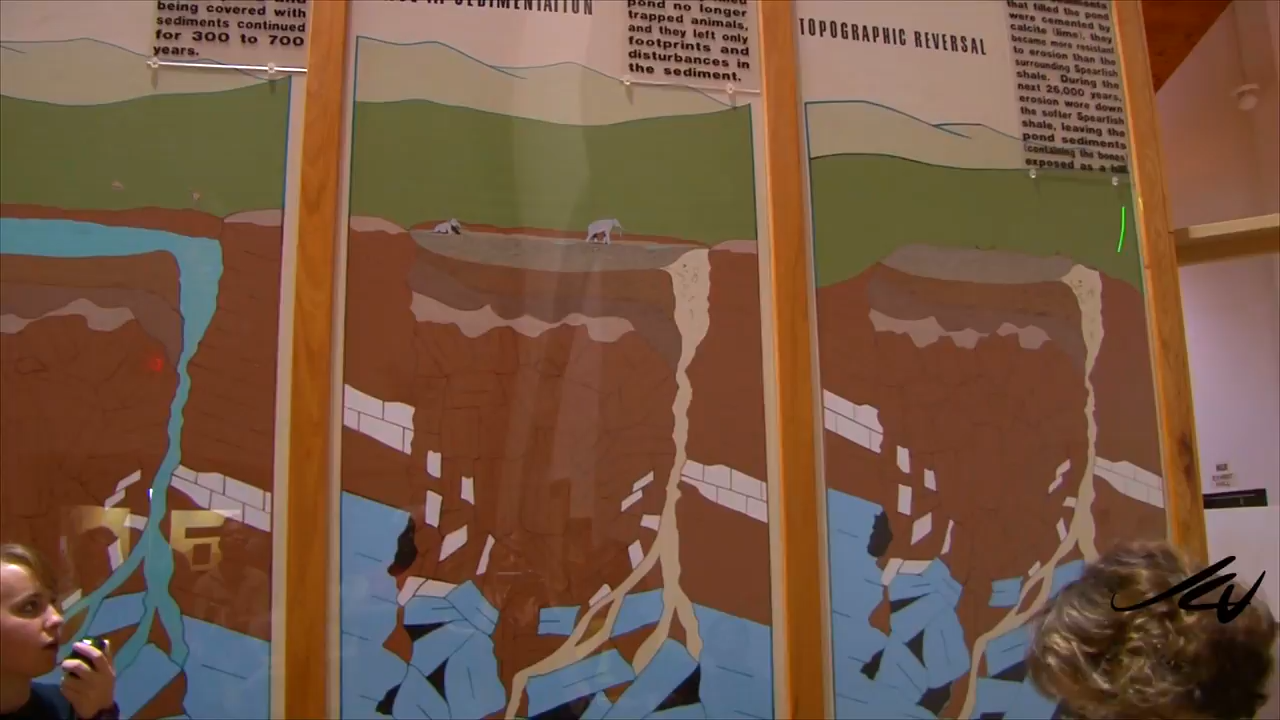 being covered with
sediments continued
for 300 to 700
years.
IN SEDIMENTATION
pond no longer
trapped animals,
and they left only
footprints and
disturbances in
the sediment.
TOPOGRAPHIC REVERSAL
that filled the pond
were cemented by
calcite (lime), they
became more resistant
to erosion than the
surrounding Spearfish
shale. During the
next 26,000 years,
erosion wore down
the softer Spearfish
shale, leaving the
pond sediments
(containing the bones
exposed as a hill